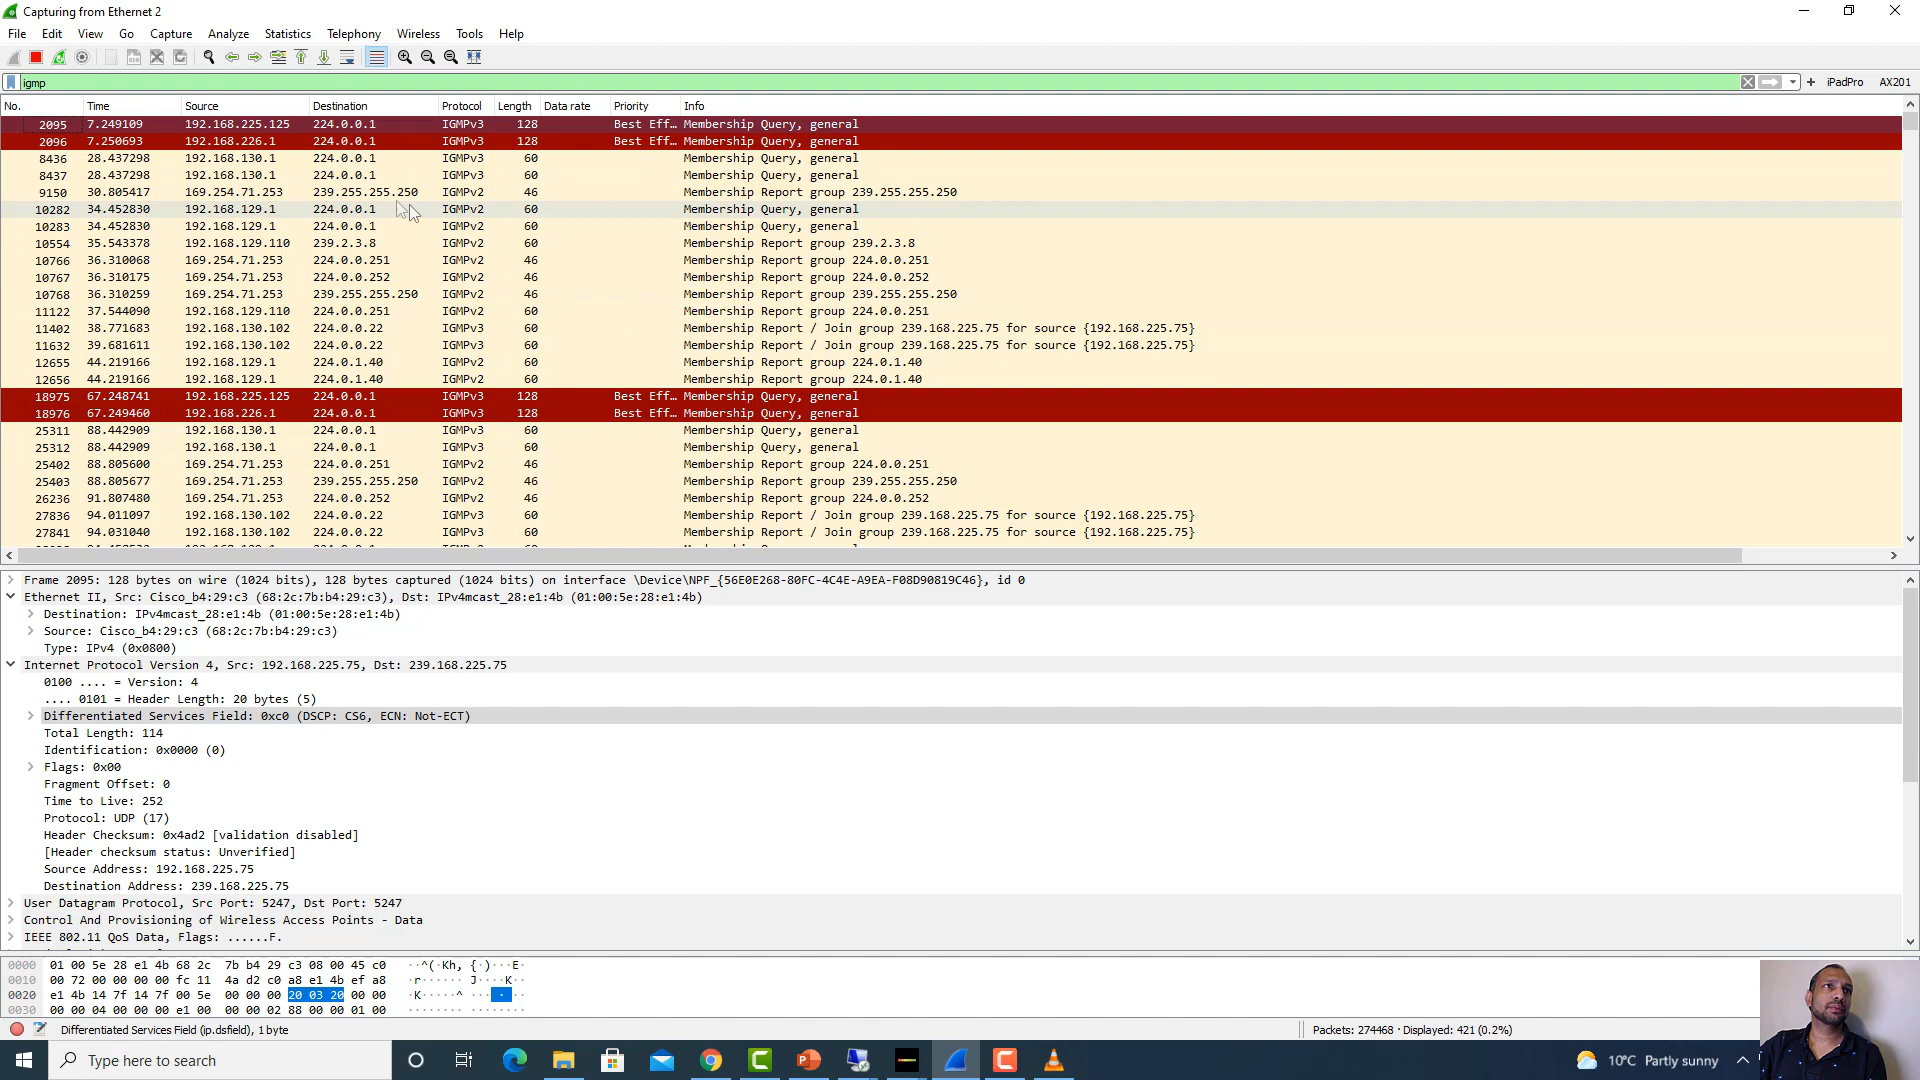 Capturing from Ethernet 2
File Edit View Go Capture Analyze Statistics Telephony Wireless Tools Help
igmp
iPadPro AX201
No. Time Source Destination Protocol Length Data rate Priority Info
2095 7.249109 192.168.225.125 224.0.0.1 IGMPv3 128 Best Eff… Membership Query, general
2096 7.250693 192.168.226.1 224.0.0.1 IGMPv3 128 Best Eff… Membership Query, general
8436 28.437298 192.168.130.1 224.0.0.1 IGMPv3 60 Membership Query, general
8437 28.437298 192.168.130.1 224.0.0.1 IGMPv3 60 Membership Query, general
9150 30.805417 169.254.71.253 239.255.255.250 IGMPv2 46 Membership Report group 239.255.255.250
10282 34.452830 192.168.129.1 224.0.0.1 IGMPv2 60 Membership Query, general
10283 34.452830 192.168.129.1 224.0.0.1 IGMPv2 60 Membership Query, general
10554 35.543378 192.168.129.110 239.2.3.8 IGMPv2 60 Membership Report group 239.2.3.8
10766 36.310068 169.254.71.253 224.0.0.251 IGMPv2 46 Membership Report group 224.0.0.251
10767 36.310175 169.254.71.253 224.0.0.252 IGMPv2 46 Membership Report group 224.0.0.252
10768 36.310259 169.254.71.253 239.255.255.250 IGMPv2 46 Membership Report group 239.255.255.250
11122 37.544090 192.168.129.110 224.0.0.251 IGMPv2 60 Membership Report group 224.0.0.251
11402 38.771683 192.168.130.102 224.0.0.22 IGMPv3 60 Membership Report / Join group 239.168.225.75 for source {192.168.225.75}
11632 39.681611 192.168.130.102 224.0.0.22 IGMPv3 60 Membership Report / Join group 239.168.225.75 for source {192.168.225.75}
12655 44.219166 192.168.129.1 224.0.1.40 IGMPv2 60 Membership Report group 224.0.1.40
12656 44.219166 192.168.129.1 224.0.1.40 IGMPv2 60 Membership Report group 224.0.1.40
18975 67.248741 192.168.225.125 224.0.0.1 IGMPv3 128 Best Eff… Membership Query, general
18976 67.249460 192.168.226.1 224.0.0.1 IGMPv3 128 Best Eff… Membership Query, general
25311 88.442909 192.168.130.1 224.0.0.1 IGMPv3 60 Membership Query, general
25312 88.442909 192.168.130.1 224.0.0.1 IGMPv3 60 Membership Query, general
25402 88.805600 169.254.71.253 224.0.0.251 IGMPv2 46 Membership Report group 224.0.0.251
25403 88.805677 169.254.71.253 239.255.255.250 IGMPv2 46 Membership Report group 239.255.255.250
26236 91.807480 169.254.71.253 224.0.0.252 IGMPv2 46 Membership Report group 224.0.0.252
27836 94.011097 192.168.130.102 224.0.0.22 IGMPv3 60 Membership Report / Join group 239.168.225.75 for source {192.168.225.75}
27841 94.031040 192.168.130.102 224.0.0.22 IGMPv3 60 Membership Report / Join group 239.168.225.75 for source {192.168.225.75}
Frame 2095: 128 bytes on wire (1024 bits), 128 bytes captured (1024 bits) on interface \Device\NPF_{56E0E268-80FC-4C4E-A9EA-F08D90819C46}, id 0
Ethernet II, Src: Cisco_b4:29:c3 (68:2c:7b:b4:29:c3), Dst: IPv4mcast_28:e1:4b (01:00:5e:28:e1:4b)
Destination: IPv4mcast_28:e1:4b (01:00:5e:28:e1:4b)
Source: Cisco_b4:29:c3 (68:2c:7b:b4:29:c3)
Type: IPv4 (0x0800)
Internet Protocol Version 4, Src: 192.168.225.75, Dst: 239.168.225.75
0100 .... = Version: 4
.... 0101 = Header Length: 20 bytes (5)
Differentiated Services Field: 0xc0 (DSCP: CS6, ECN: Not-ECT)
Total Length: 114
Identification: 0x0000 (0)
Flags: 0x00
Fragment Offset: 0
Time to Live: 252
Protocol: UDP (17)
Header Checksum: 0x4ad2 [validation disabled]
[Header checksum status: Unverified]
Source Address: 192.168.225.75
Destination Address: 239.168.225.75
User Datagram Protocol, Src Port: 5247, Dst Port: 5247
Control And Provisioning of Wireless Access Points - Data
IEEE 802.11 QoS Data, Flags: ......F.
0000 01 00 5e 28 e1 4b 68 2c 7b b4 29 c3 08 00 45 c0 ··^(·Kh, {·)···E·
0010 00 72 00 00 00 00 fc 11 4a d2 c0 a8 e1 4b ef a8 ·r······ J····K··
0020 e1 4b 14 7f 14 7f 00 5e 00 00 00 20 03 20 00 00 ·K·····^ ··· · ··
0030 00 00 04 00 00 00 e1 00 00 00 02 88 00 00 01 00 ········ ········
Differentiated Services Field (ip.dsfield), 1 byte
Packets: 274468 · Displayed: 421 (0.2%)
Type here to search
10°C Partly sunny